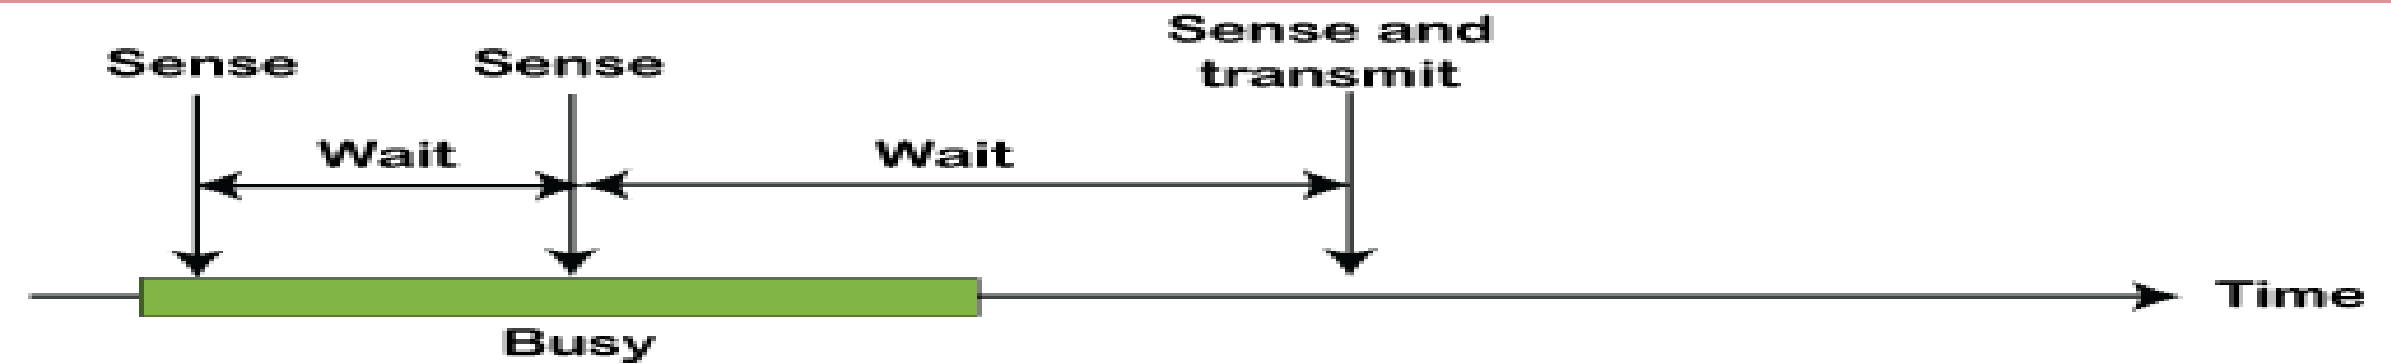 Sense
Sense
Sense and
transmit
Wait
Wait
Time
Busy